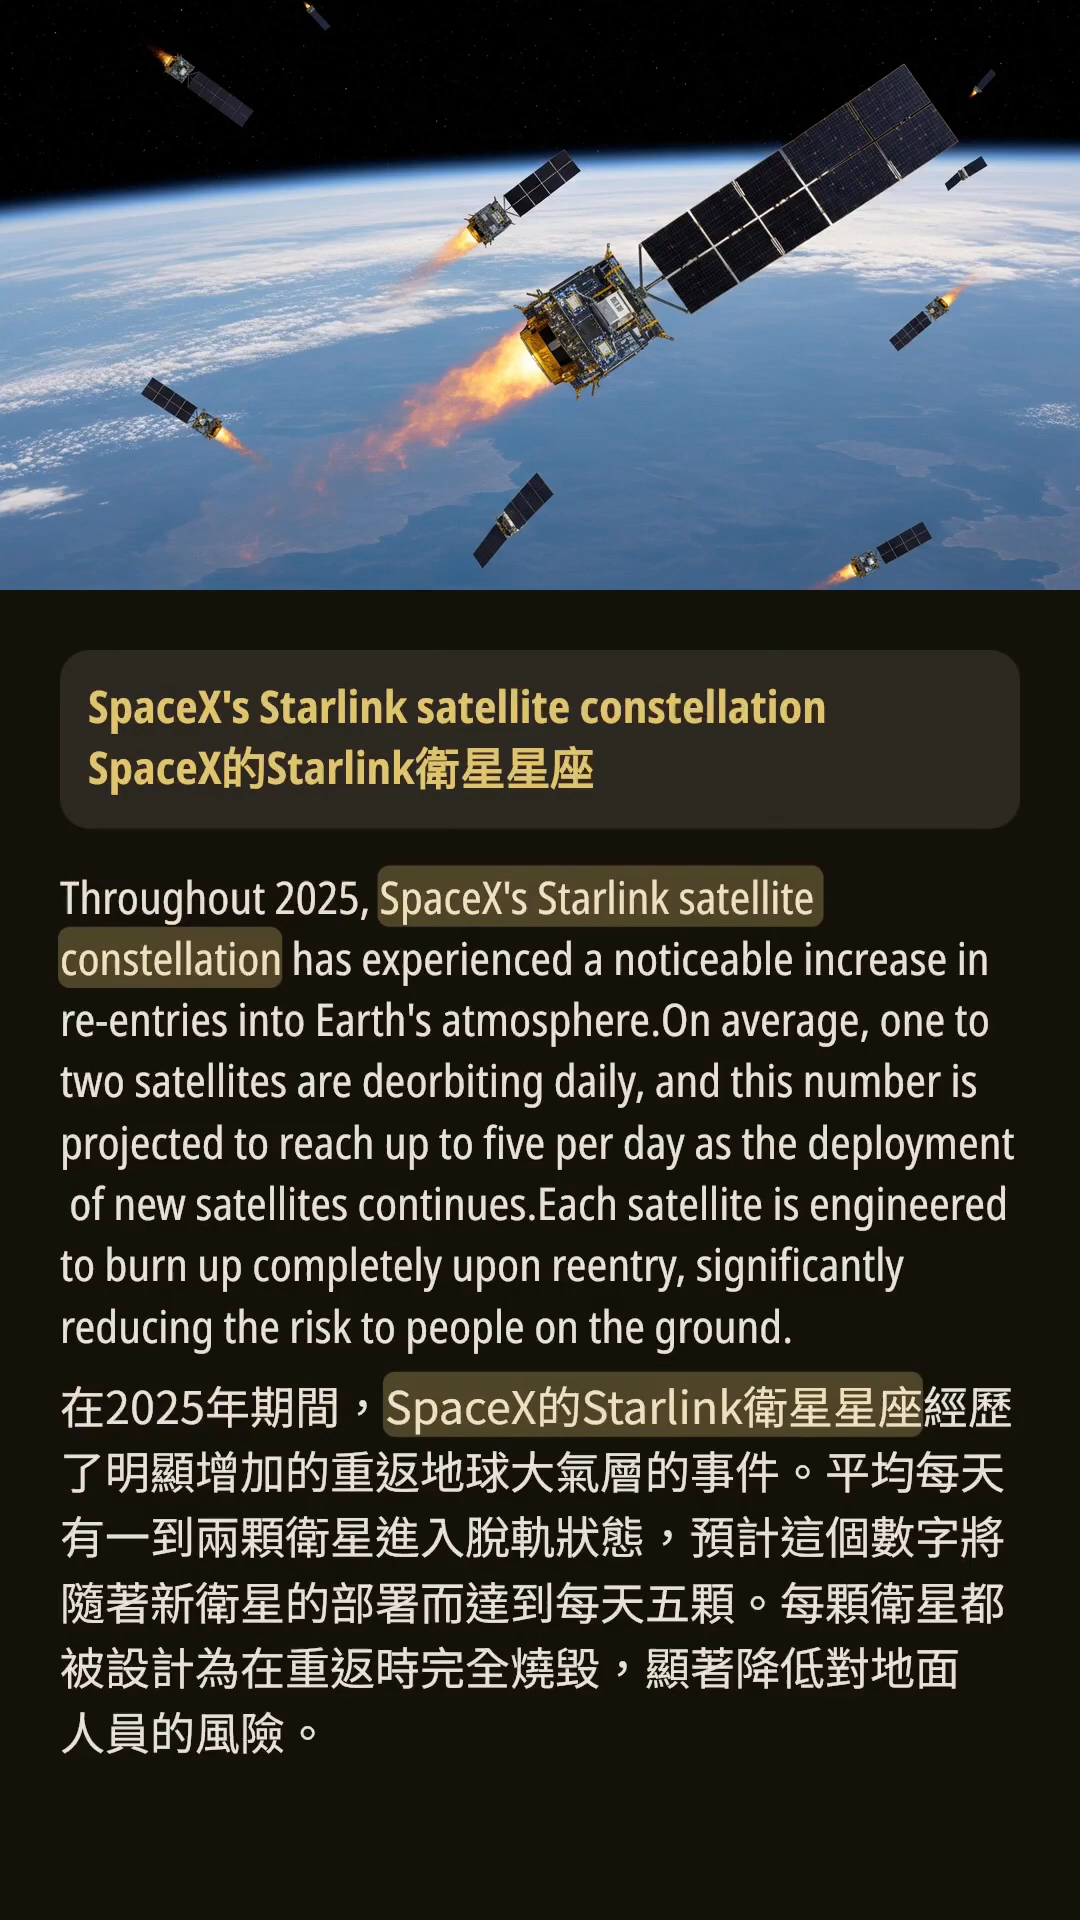 SpaceX's Starlink satellite constellation
SpaceX的Starlink衛星星座
Throughout 2025, SpaceX's Starlink satellite
constellation has experienced a noticeable increase in
re-entries into Earth's atmosphere.On average, one to
two satellites are deorbiting daily, and this number is
projected to reach up to five per day as the deployment
of new satellites continues.Each satellite is engineered
to burn up completely upon reentry, significantly
reducing the risk to people on the ground.
在2025年期間，SpaceX的Starlink衛星星座經歷
了明顯增加的重返地球大氣層的事件。平均每天
有一到兩顆衛星進入脫軌狀態，預計這個數字將
隨著新衛星的部署而達到每天五顆。每顆衛星都
被設計為在重返時完全燒毀，顯著降低對地面
人員的風險。